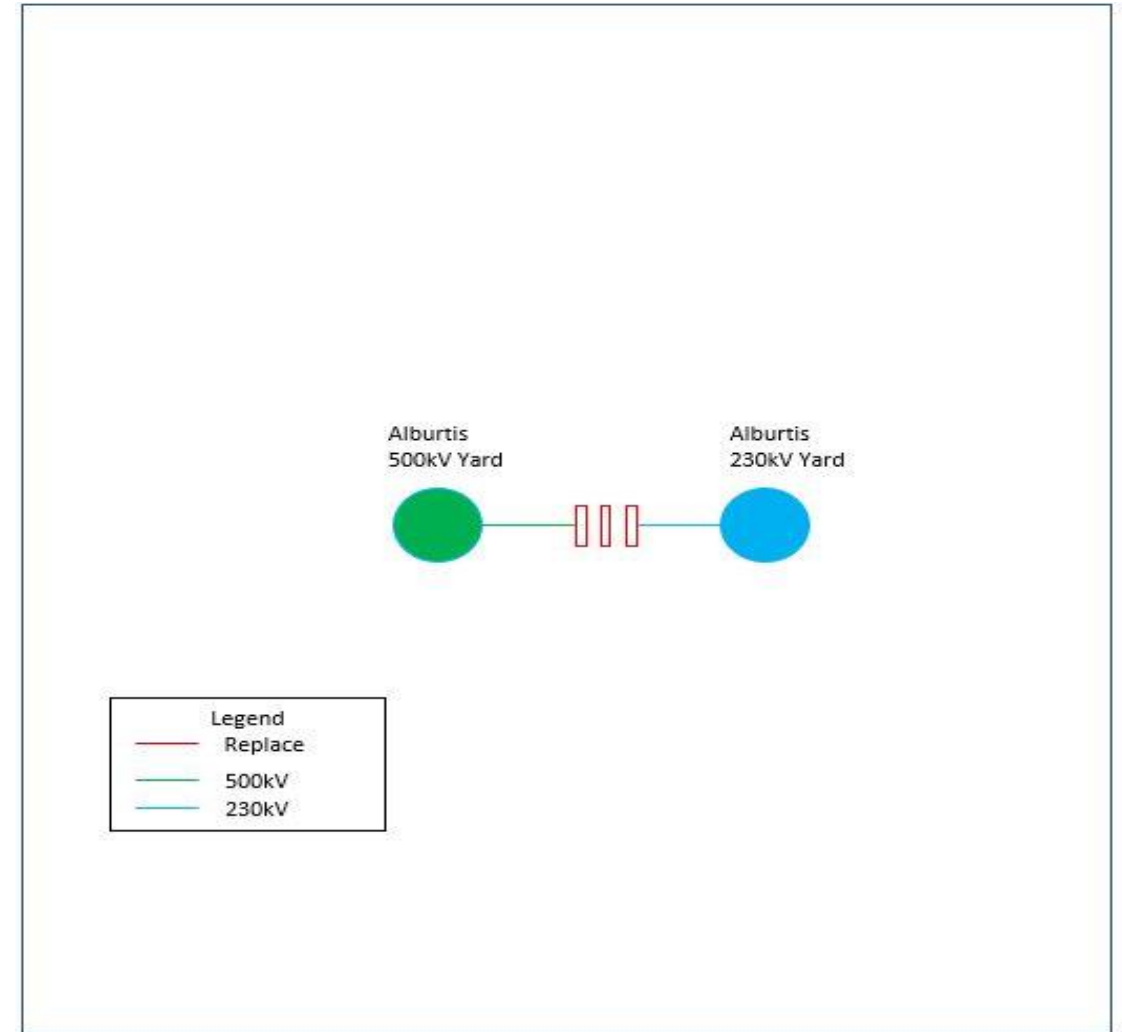 Alburtis
500kV Yard
Alburtis
230kV Yard
Legend
Replace
500kV
230kV